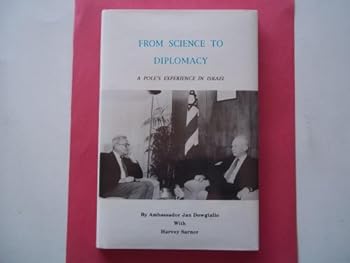 FROM SCIENCE TO
DIPLOMACY
A POLE'S EXPERIENCE IN ISRAEL
By Ambassador Jan Dowgiallo
With
Harvey Sarner